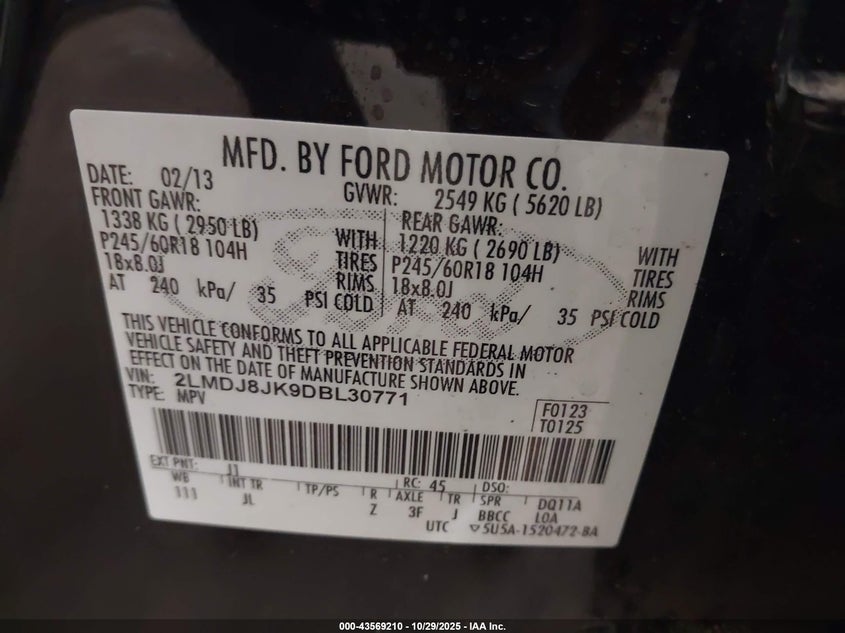 MFD. BY FORD MOTOR CO.
DATE: 02/13 GVWR: 2549 KG ( 5620 LB)
FRONT GAWR: REAR GAWR:
1338 KG ( 2950 LB) WITH 1220 KG ( 2690 LB) WITH
P245/60R18 104H TIRES P245/60R18 104H TIRES
18x8.0J RIMS 18x8.0J RIMS
AT 240 kPa/ 35 PSI COLD AT 240 kPa/ 35 PSI COLD
THIS VEHICLE CONFORMS TO ALL APPLICABLE FEDERAL MOTOR
VEHICLE SAFETY AND THEFT PREVENTION STANDARDS IN
EFFECT ON THE DATE OF MANUFACTURE SHOWN ABOVE.
VIN: 2LMDJ8JK9DBL30771
TYPE: MPV
F0123
T0125
EXT PNT: J1 RC: 45 DSO:
WB INT TR TP/PS R AXLE TR SPR DQ11A
111 JL Z 3F J BBCC LOA
UTC ▽5U5A-1520472-BA
000-43569210 - 10/29/2025 - IAA Inc.